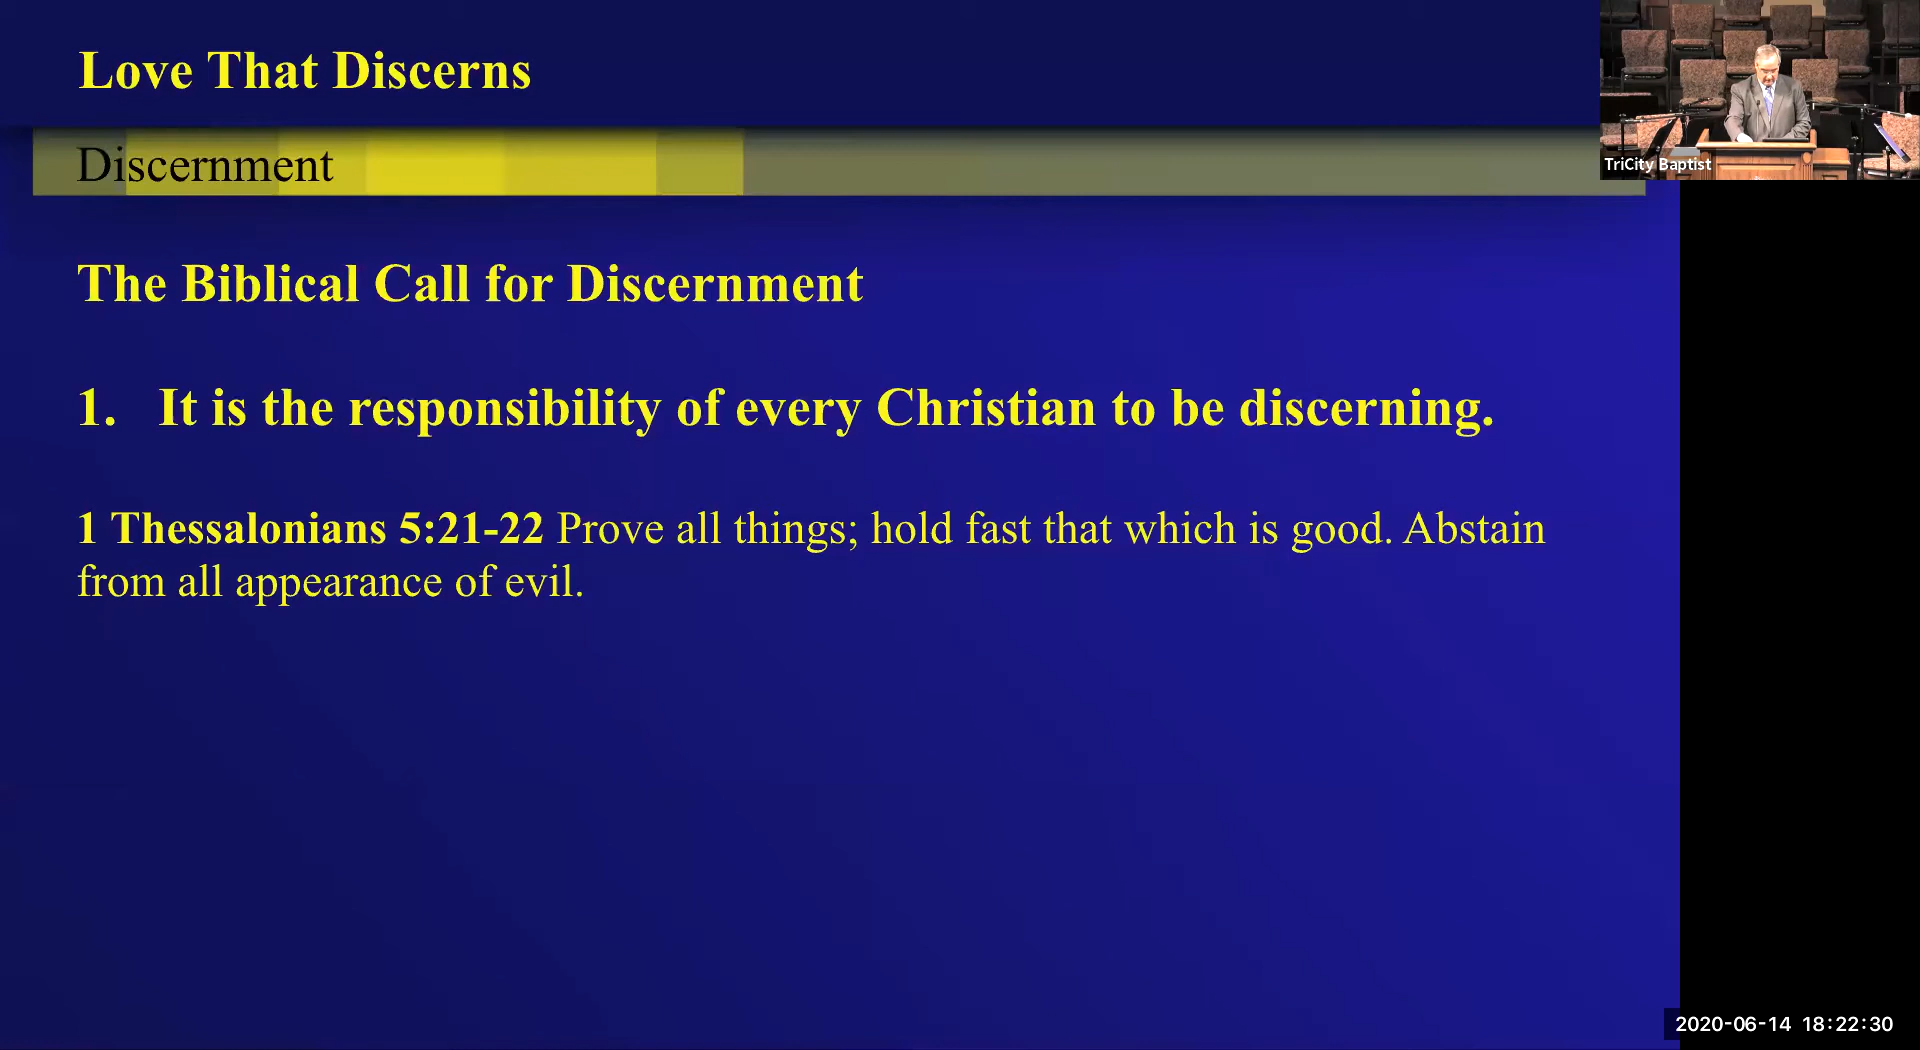 Love That Discerns
Discernment
TriCity Baptist
The Biblical Call for Discernment
1. It is the responsibility of every Christian to be discerning.
1 Thessalonians 5:21-22 Prove all things; hold fast that which is good. Abstain
from all appearance of evil.
2020-06-14 18:22:30